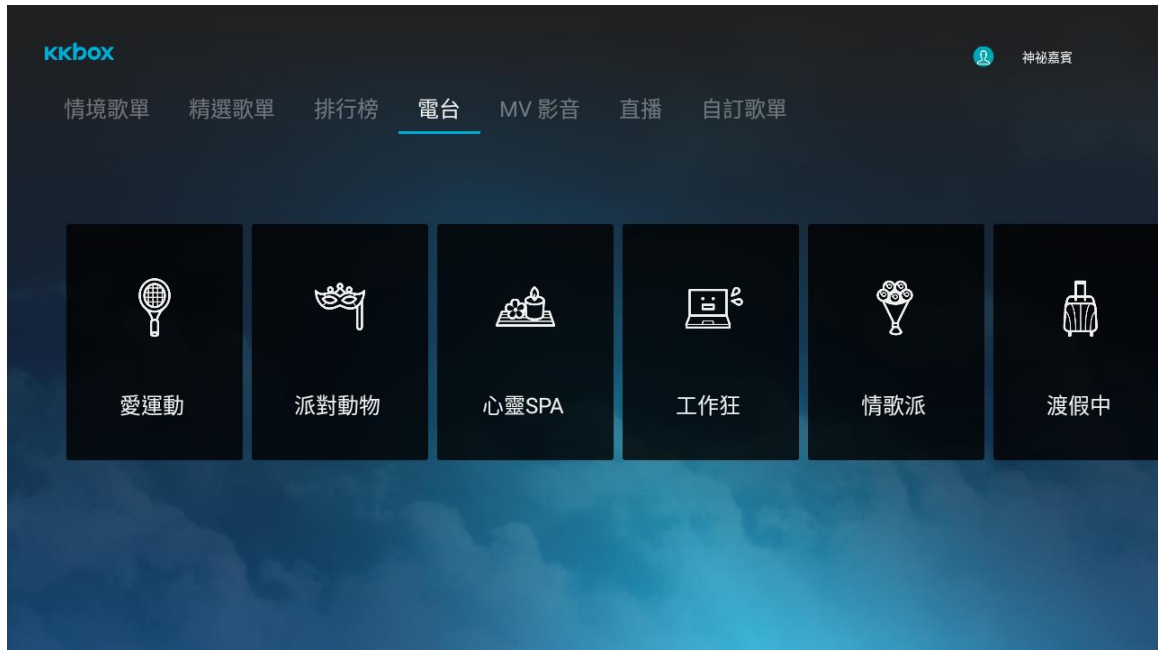 KKBOX
神祕嘉賓
情境歌單 精選歌單 排行榜 電台 MV 影音 直播 自訂歌單
愛運動 派對動物 心靈SPA 工作狂 情歌派 渡假中